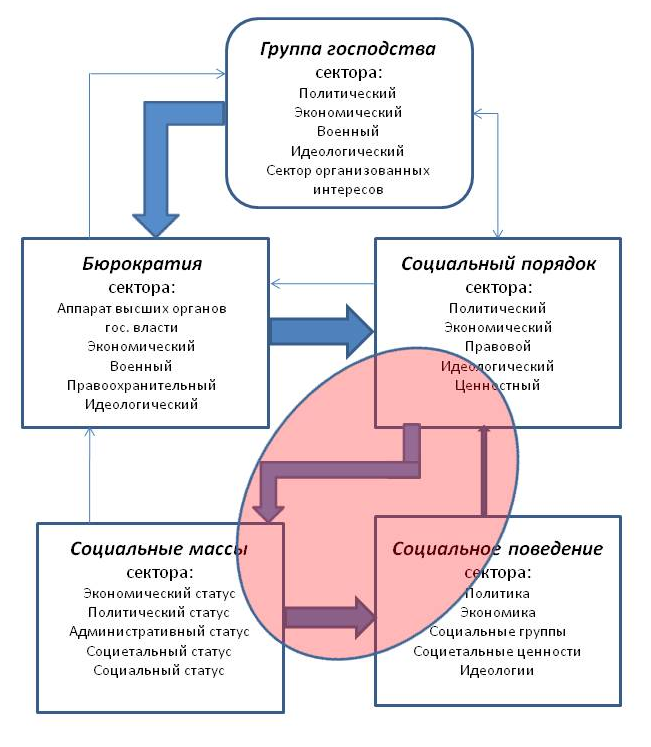 Группа господства
сектора:
Политический
Экономический
Военный
Идеологический
Сектор организованных
интересов
Бюрократия
сектора:
Аппарат высших органов
гос. власти
Экономический
Военный
Правоохранительный
Идеологический
Социальный порядок
сектора:
Политический
Экономический
Правовой
Идеологический
Ценностный
Социальные массы
сектора:
Экономический статус
Политический статус
Административный статус
Социетальный статус
Социальный статус
Социальное поведение
сектора:
Политика
Экономика
Социальные группы
Социетальные ценности
Идеологии